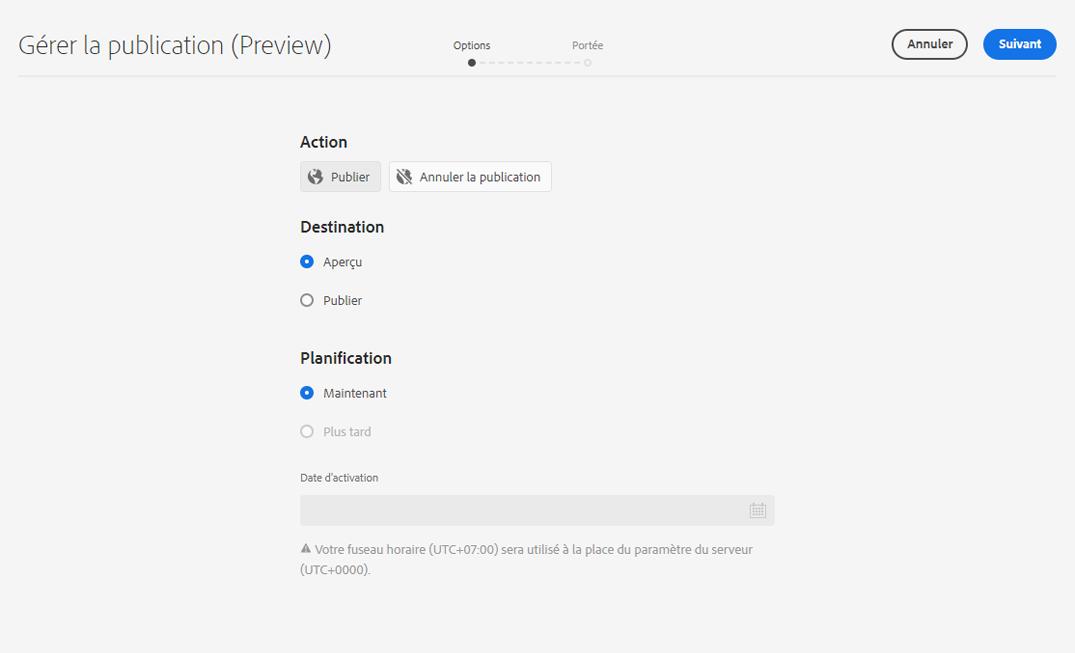 Gérer la publication (Preview)
Options
Portée
Annuler
Suivant
Action
Publier
Annuler la publication
Destination
Aperçu
Publier
Planification
Maintenant
Plus tard
Date d'activation
Votre fuseau horaire (UTC+07:00) sera utilisé à la place du paramètre du serveur
(UTC+0000).